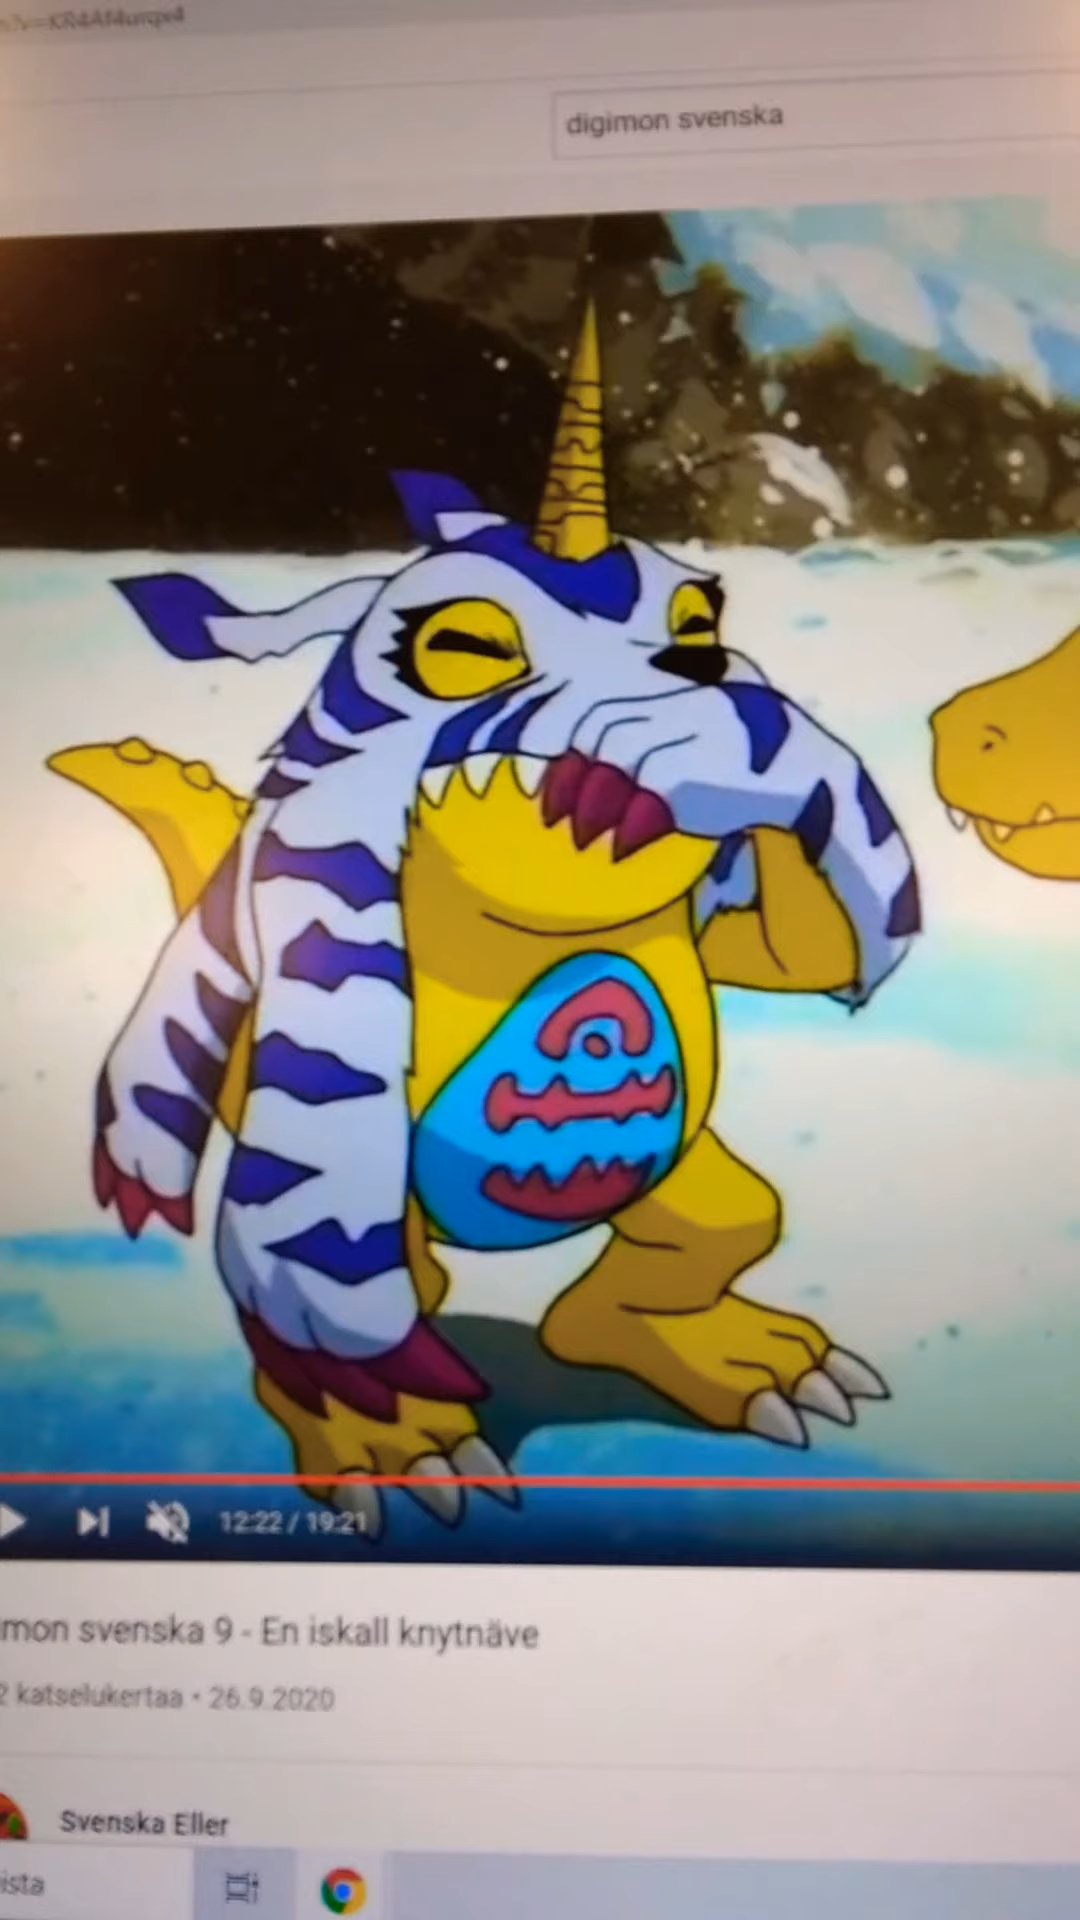 digimon svenska
12:22 / 19:21
mon svenska 9 - En iskall knytnäve
2 katselukertaa • 26.9.2020
Svenska Eller
ista